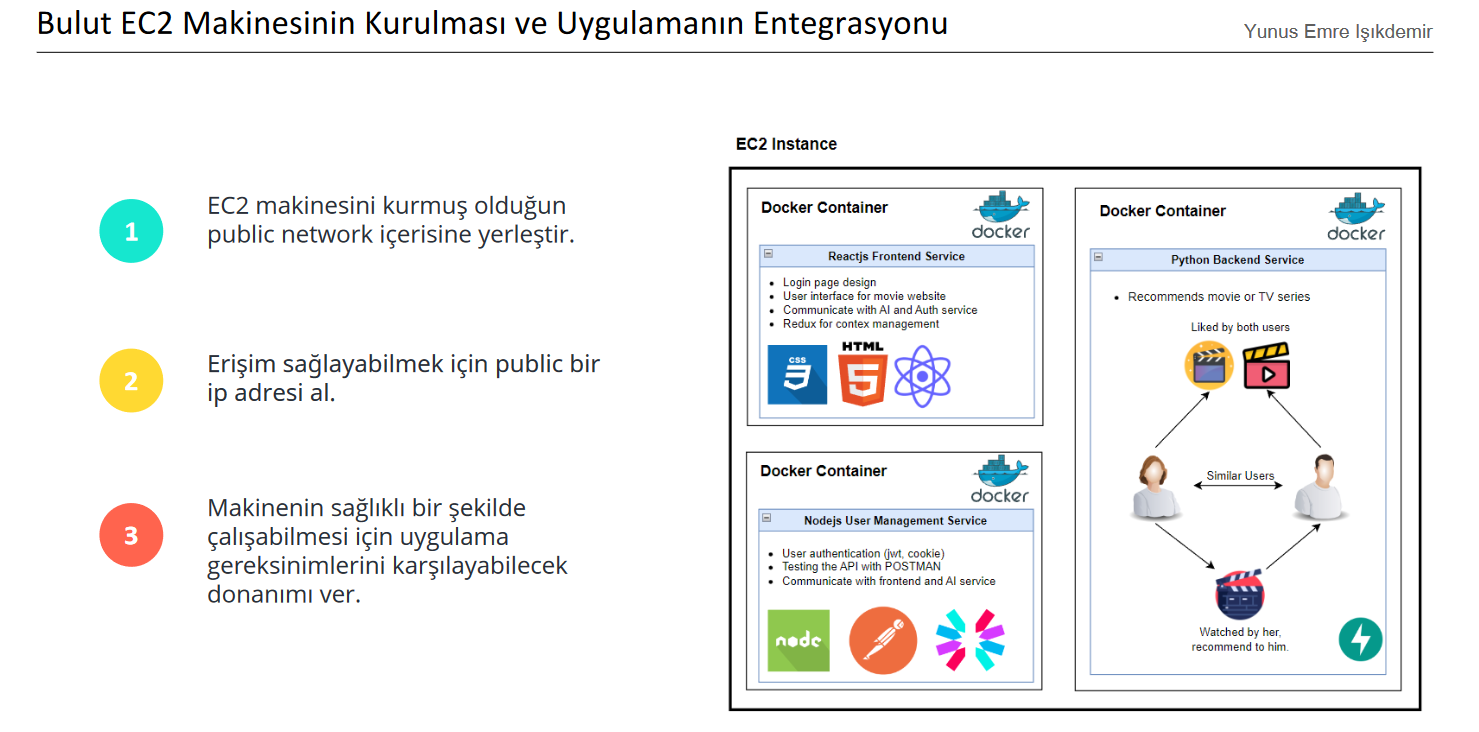 Bulut EC2 Makinesinin Kurulması ve Uygulamanın Entegrasyonu
Yunus Emre Işıkdemir
1
EC2 makinesini kurmuş olduğun
public network içerisine yerleştir.
2
Erişim sağlayabilmek için public bir
ip adresi al.
3
Makinenin sağlıklı bir şekilde
çalışabilmesi için uygulama
gereksinimlerini karşılayabilecek
donanımı ver.
EC2 Instance
Docker Container
docker
Reactjs Frontend Service
• Login page design
• User interface for movie website
• Communicate with AI and Auth service
• Redux for contex management
CSS
3
HTML
5
Docker Container
docker
Nodejs User Management Service
• User authentication (jwt, cookie)
• Testing the API with POSTMAN
• Communicate with frontend and AI service
node
Docker Container
docker
Python Backend Service
• Recommends movie or TV series
Liked by both users
Similar Users
Watched by her,
recommend to him.